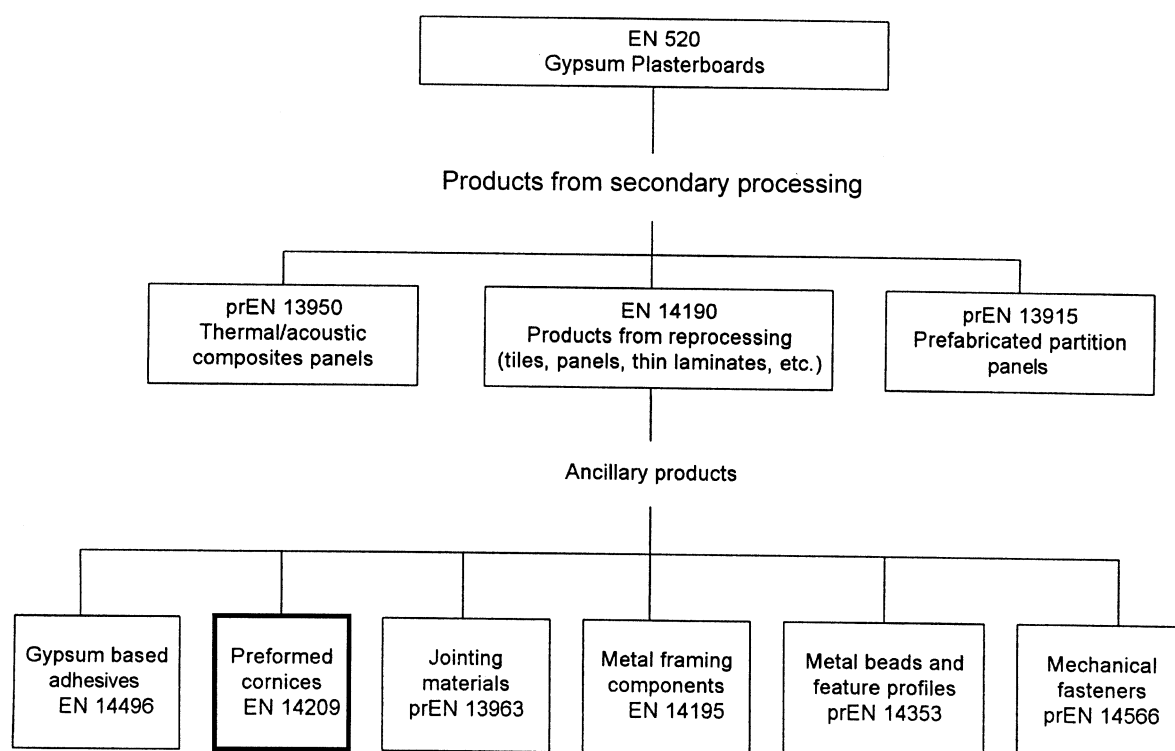 EN 520
Gypsum Plasterboards
Products from secondary processing
prEN 13950
Thermal/acoustic
composites panels
EN 14190
Products from reprocessing
(tiles, panels, thin laminates, etc.)
prEN 13915
Prefabricated partition
panels
Ancillary products
Gypsum based
adhesives
EN 14496
Preformed
cornices
EN 14209
Jointing
materials
prEN 13963
Metal framing
components
EN 14195
Metal beads and
feature profiles
prEN 14353
Mechanical
fasteners
prEN 14566